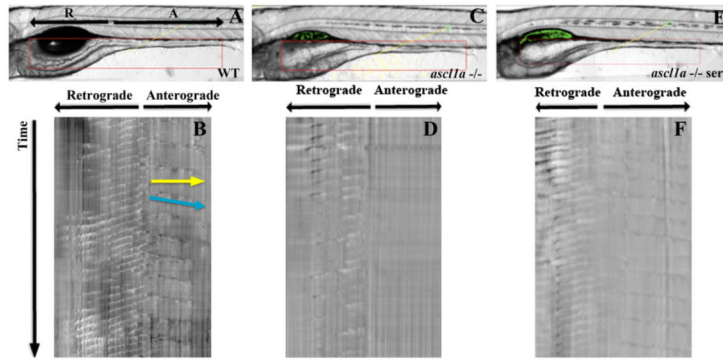 R A A
WT
C
ascl1a -/-
E
ascl1a -/- ser
Retrograde Anterograde
Retrograde Anterograde
Retrograde Anterograde
Time
B
D
F